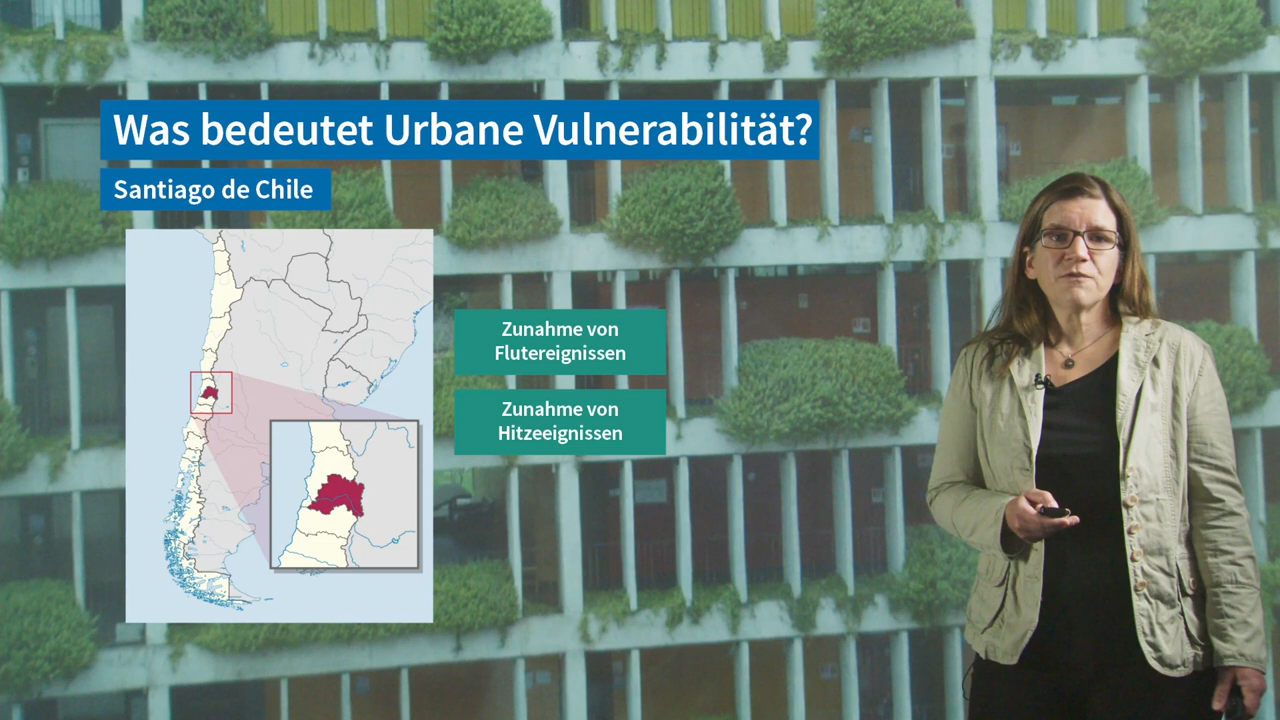 Was bedeutet Urbane Vulnerabilität?
Santiago de Chile
Zunahme von
Flutereignissen
Zunahme von
Hitzeeignissen